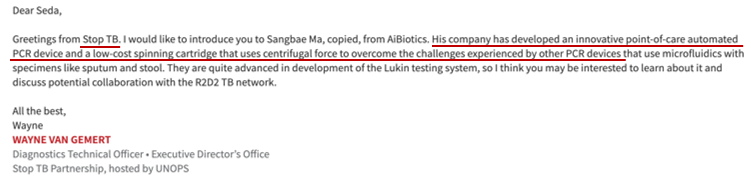 Dear Seda,
Greetings from Stop TB. I would like to introduce you to Sangbae Ma, copied, from AiBiotics. His company has developed an innovative point-of-care automated
PCR device and a low-cost spinning cartridge that uses centrifugal force to overcome the challenges experienced by other PCR devices that use microfluidics with
specimens like sputum and stool. They are quite advanced in development of the Lukin testing system, so I think you may be interested to learn about it and
discuss potential collaboration with the R2D2 TB network.
All the best,
Wayne
WAYNE VAN GEMERT
Diagnostics Technical Officer • Executive Director's Office
Stop TB Partnership, hosted by UNOPS